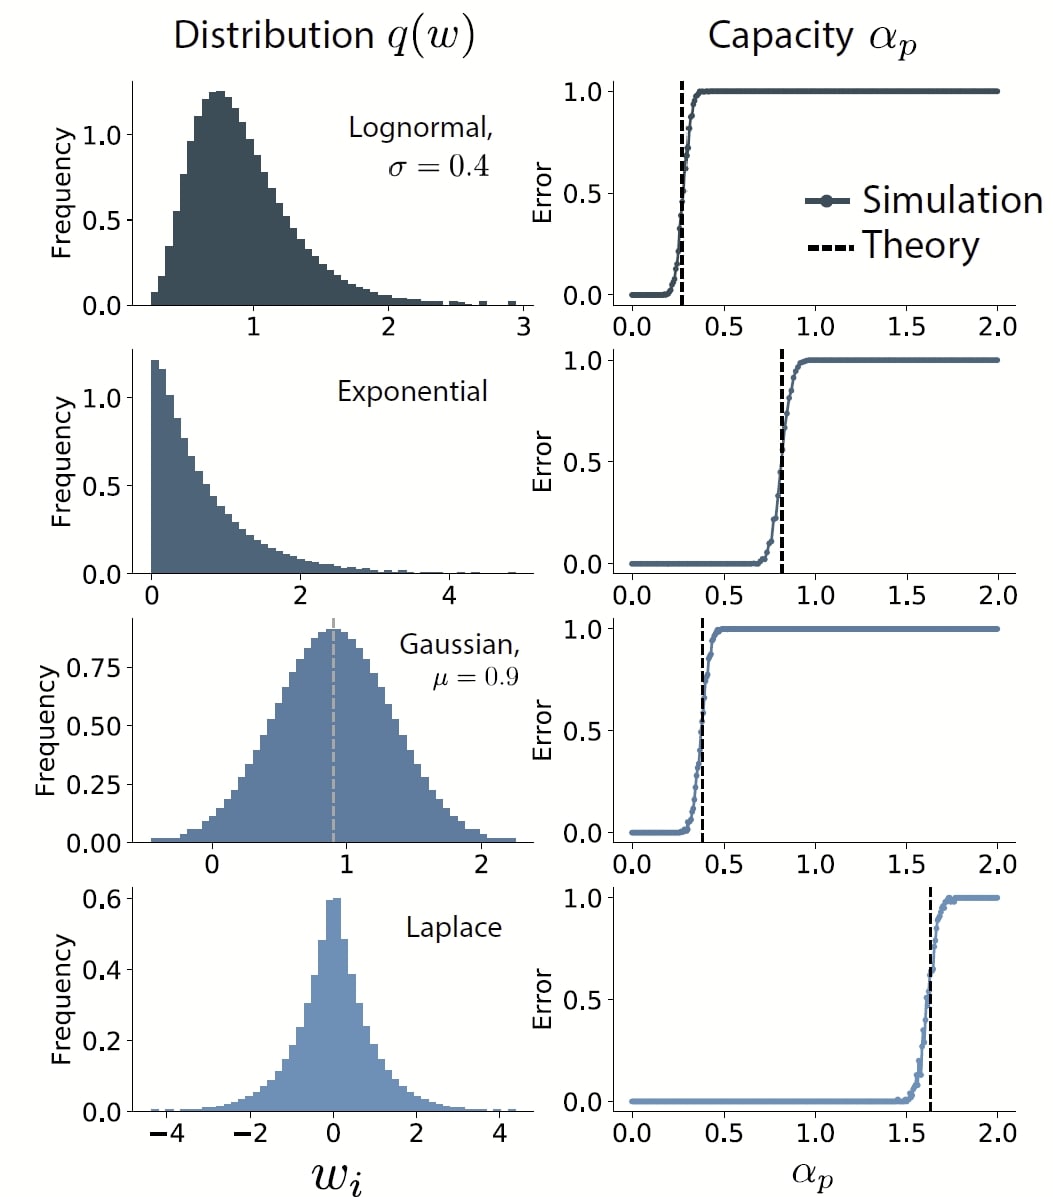 Distribution q(w)
Capacity α_p
Frequency
1.0
0.5
0.0
1 2 3
Lognormal,
σ = 0.4
Error
1.0
0.5
0.0
0.0 0.5 1.0 1.5 2.0
Simulation
Theory
Frequency
1.0
0.5
0.0
0 2 4
Exponential
Error
1.0
0.5
0.0
0.0 0.5 1.0 1.5 2.0
Frequency
0.75
0.50
0.25
0.00
0 1 2
Gaussian,
μ = 0.9
Error
1.0
0.5
0.0
0.0 0.5 1.0 1.5 2.0
Frequency
0.6
0.4
0.2
0.0
−4 −2 0 2 4
Laplace
w_i
Error
1.0
0.5
0.0
0.0 0.5 1.0 1.5 2.0
α_p